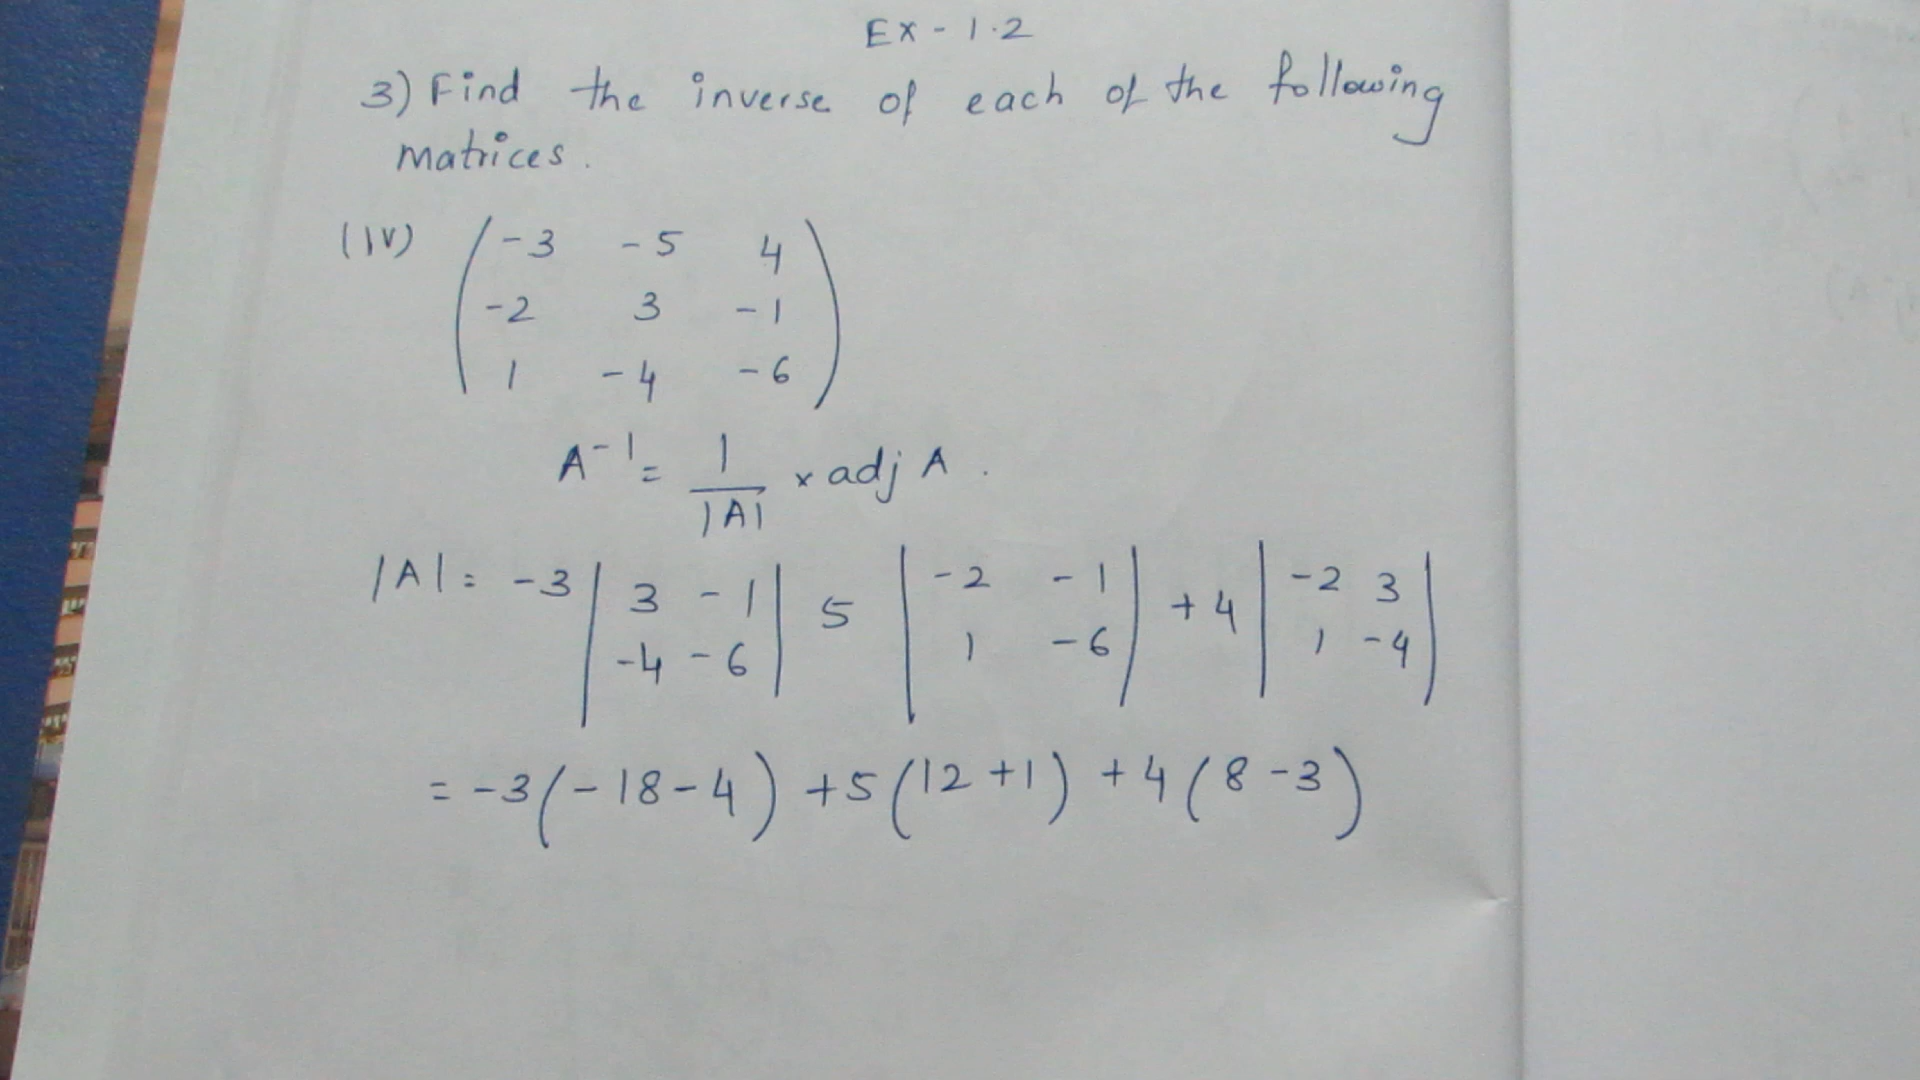 Ex - 1.2
3) Find the inverse of each of the following
matrices.
(iv) ( -3 -5 4
-2 3 -1
1 -4 -6 )
A^-1 = 1/|A| × adj A.
|A| = -3 | 3 -1 | 5 | -2 -1 | +4 | -2 3 |
| -4 -6 | | 1 -6 | | 1 -4 |
= -3(-18-4) +5(12+1) +4(8-3)